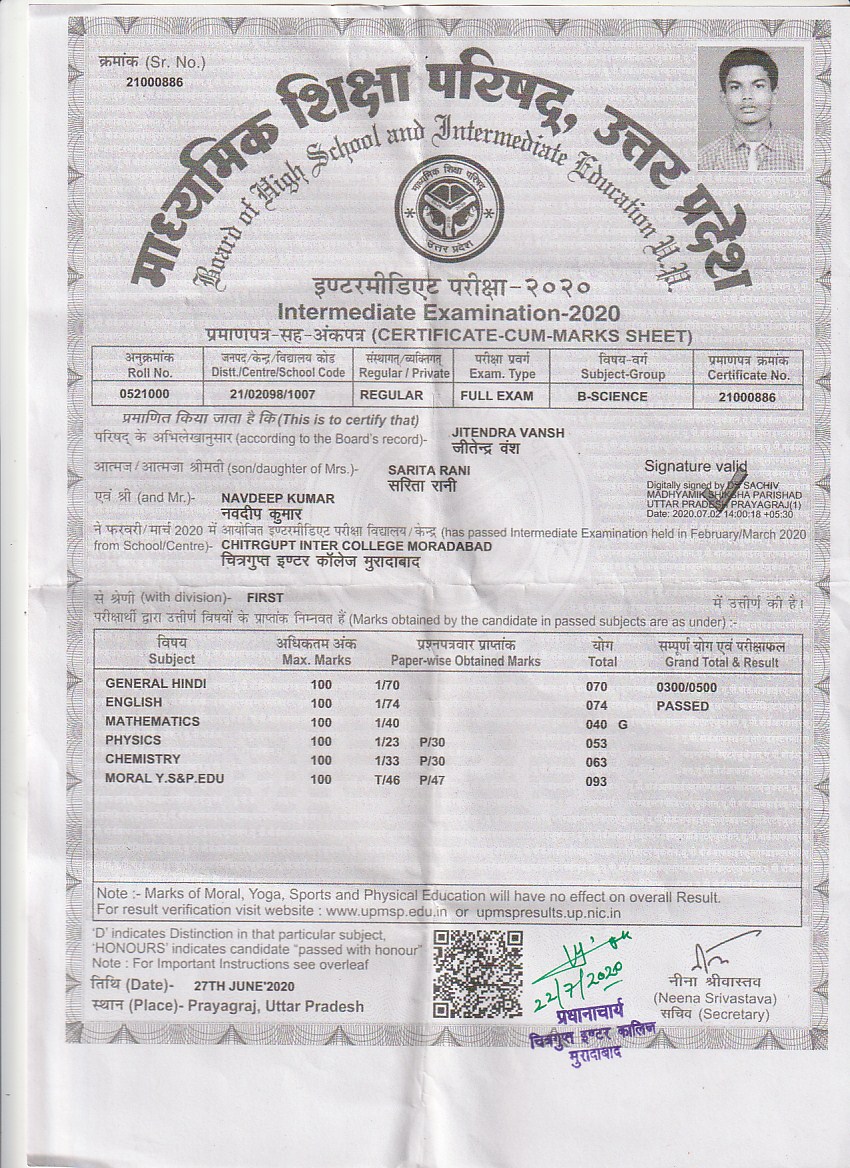 क्रमांक (Sr. No.)
21000886
माध्यमिक शिक्षा परिषद्, उत्तर प्रदेश
Board of High School and Intermediate Education U.P.
माध्यमिक शिक्षा परिषद्
उत्तर प्रदेश
इण्टरमीडिएट परीक्षा-२०२०
Intermediate Examination-2020
प्रमाणपत्र-सह-अंकपत्र (CERTIFICATE-CUM-MARKS SHEET)
अनुक्रमांक जनपद/केन्द्र/विद्यालय कोड संस्थागत/व्यक्तिगत परीक्षा प्रवर्ग विषय-वर्ग प्रमाणपत्र क्रमांक
Roll No. Distt./Centre/School Code Regular / Private Exam. Type Subject-Group Certificate No.
0521000 21/02098/1007 REGULAR FULL EXAM B-SCIENCE 21000886
प्रमाणित किया जाता है कि (This is to certify that)
परिषद् के अभिलेखानुसार (according to the Board's record)- JITENDRA VANSH
जीतेन्द्र वंश
आत्मज/आत्मजा श्रीमती (son/daughter of Mrs.)- SARITA RANI
सरिता रानी
Signature valid
Digitally signed by DS SACHIV
MADHYAMIK SHIKSHA PARISHAD
UTTAR PRADESH PRAYAGRAJ(1)
Date: 2020.07.02 14:00:18 +05:30
एवं श्री (and Mr.)- NAVDEEP KUMAR
नवदीप कुमार
ने फरवरी/मार्च 2020 में आयोजित इण्टरमीडिएट परीक्षा विद्यालय/केन्द्र (has passed Intermediate Examination held in February/March 2020
from School/Centre)- CHITRGUPT INTER COLLEGE MORADABAD
चित्रगुप्त इण्टर कॉलेज मुरादाबाद
से श्रेणी (with division)- FIRST में उत्तीर्ण की है।
परीक्षार्थी द्वारा उत्तीर्ण विषयों के प्राप्तांक निम्नवत हैं (Marks obtained by the candidate in passed subjects are as under) :-
विषय अधिकतम अंक प्रश्नपत्रवार प्राप्तांक योग सम्पूर्ण योग एवं परीक्षाफल
Subject Max. Marks Paper-wise Obtained Marks Total Grand Total & Result
GENERAL HINDI 100 1/70 070 0300/0500
ENGLISH 100 1/74 074 PASSED
MATHEMATICS 100 1/40 040 G
PHYSICS 100 1/23 P/30 053
CHEMISTRY 100 1/33 P/30 063
MORAL Y.S&P.EDU 100 T/46 P/47 093
Note :- Marks of Moral, Yoga, Sports and Physical Education will have no effect on overall Result.
For result verification visit website : www.upmsp.edu.in or upmspresults.up.nic.in
'D' indicates Distinction in that particular subject,
'HONOURS' indicates candidate "passed with honour"
Note : For Important Instructions see overleaf
तिथि (Date)- 27TH JUNE'2020
स्थान (Place)- Prayagraj, Uttar Pradesh
22/7/2020
प्रधानाचार्य
चित्रगुप्त इण्टर कालिज
मुरादाबाद
नीना श्रीवास्तव
(Neena Srivastava)
सचिव (Secretary)